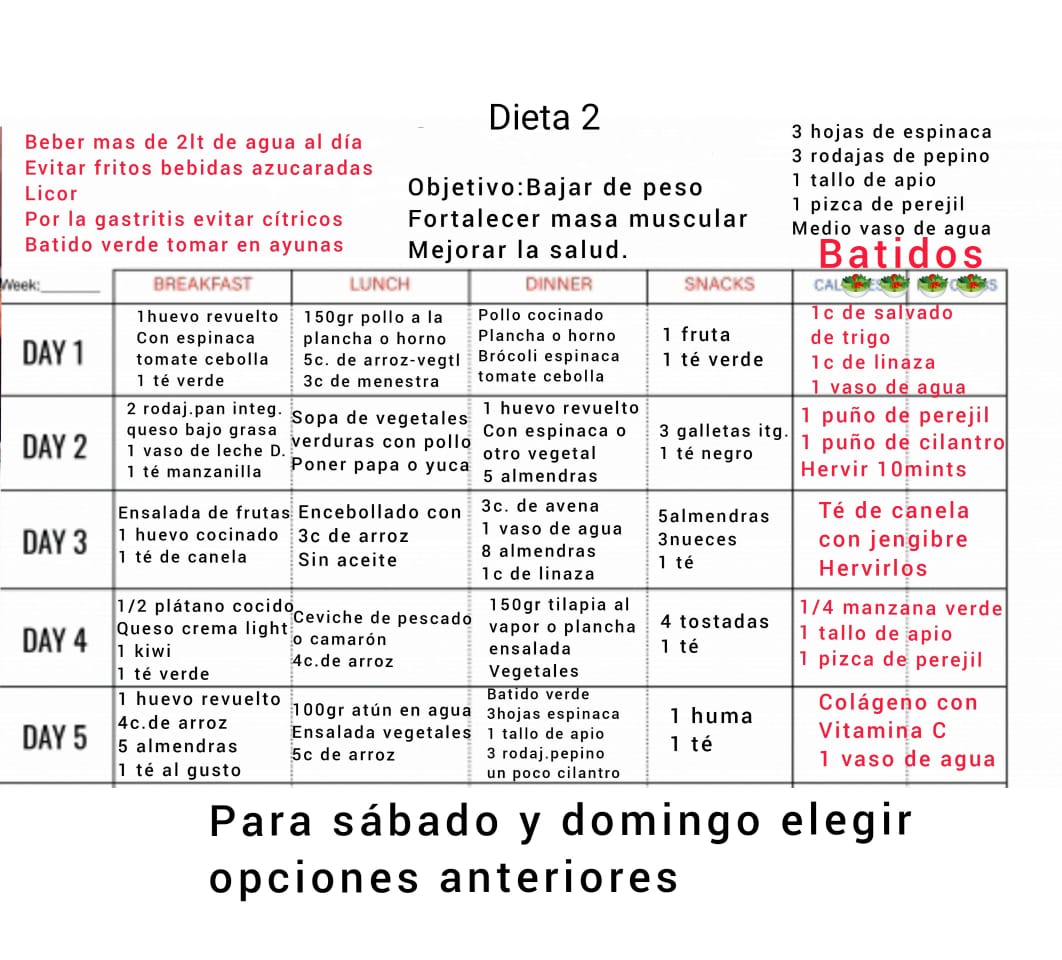 Dieta 2
Beber mas de 2lt de agua al día
Evitar fritos bebidas azucaradas
Licor
Por la gastritis evitar cítricos
Batido verde tomar en ayunas
Objetivo:Bajar de peso
Fortalecer masa muscular
Mejorar la salud.
3 hojas de espinaca
3 rodajas de pepino
1 tallo de apio
1 pizca de perejil
Medio vaso de agua
Batidos
Week:
BREAKFAST
LUNCH
DINNER
SNACKS
DAY 1
1huevo revuelto
Con espinaca
tomate cebolla
1 té verde
150gr pollo a la
plancha o horno
5c. de arroz-vegtl
3c de menestra
Pollo cocinado
Plancha o horno
Brócoli espinaca
tomate cebolla
1 fruta
1 té verde
1c de salvado
de trigo
1c de linaza
1 vaso de agua
DAY 2
2 rodaj.pan integ.
queso bajo grasa
1 vaso de leche D.
1 té manzanilla
Sopa de vegetales
verduras con pollo
Poner papa o yuca
1 huevo revuelto
Con espinaca o
otro vegetal
5 almendras
3 galletas itg.
1 té negro
1 puño de perejil
1 puño de cilantro
Hervir 10mints
DAY 3
Ensalada de frutas
1 huevo cocinado
1 té de canela
Encebollado con
3c de arroz
Sin aceite
3c. de avena
1 vaso de agua
8 almendras
1c de linaza
5almendras
3nueces
1 té
Té de canela
con jengibre
Hervirlos
DAY 4
1/2 plátano cocido
Queso crema light
1 kiwi
1 té verde
Ceviche de pescado
o camarón
4c.de arroz
150gr tilapia al
vapor o plancha
ensalada
Vegetales
4 tostadas
1 té
1/4 manzana verde
1 tallo de apio
1 pizca de perejil
DAY 5
1 huevo revuelto
4c.de arroz
5 almendras
1 té al gusto
100gr atún en agua
Ensalada vegetales
5c de arroz
Batido verde
3hojas espinaca
1 tallo de apio
3 rodaj.pepino
un poco cilantro
1 huma
1 té
Colágeno con
Vitamina C
1 vaso de agua
Para sábado y domingo elegir
opciones anteriores